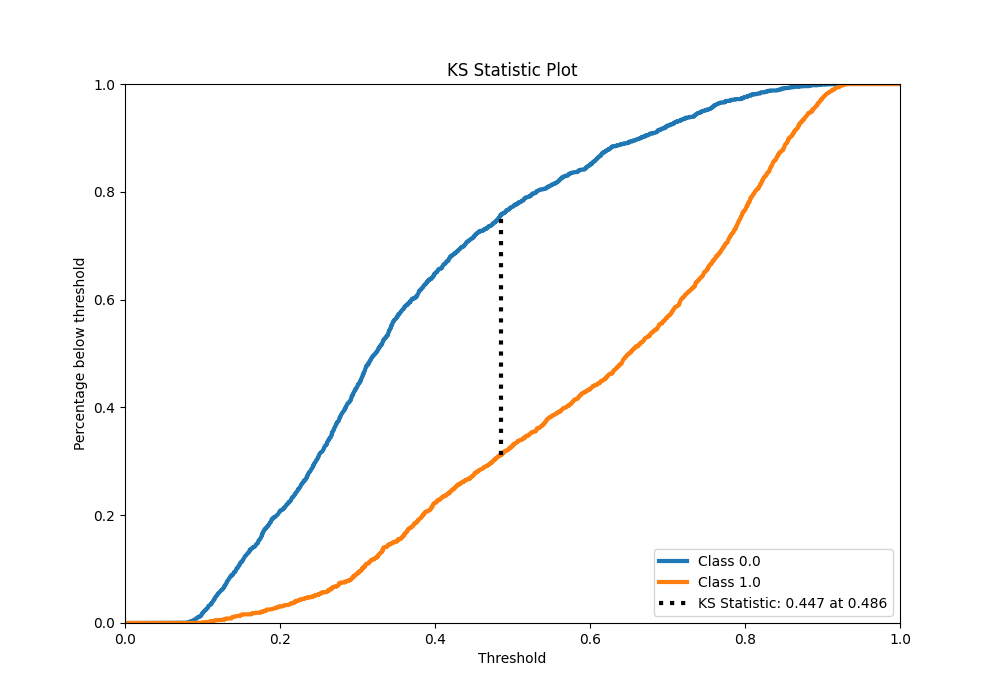 KS Statistic Plot
1.0
0.8
0.6
0.4
0.2
0.0
Percentage below threshold
0.0 0.2 0.4 0.6 0.8 1.0
Threshold
Class 0.0
Class 1.0
KS Statistic: 0.447 at 0.486